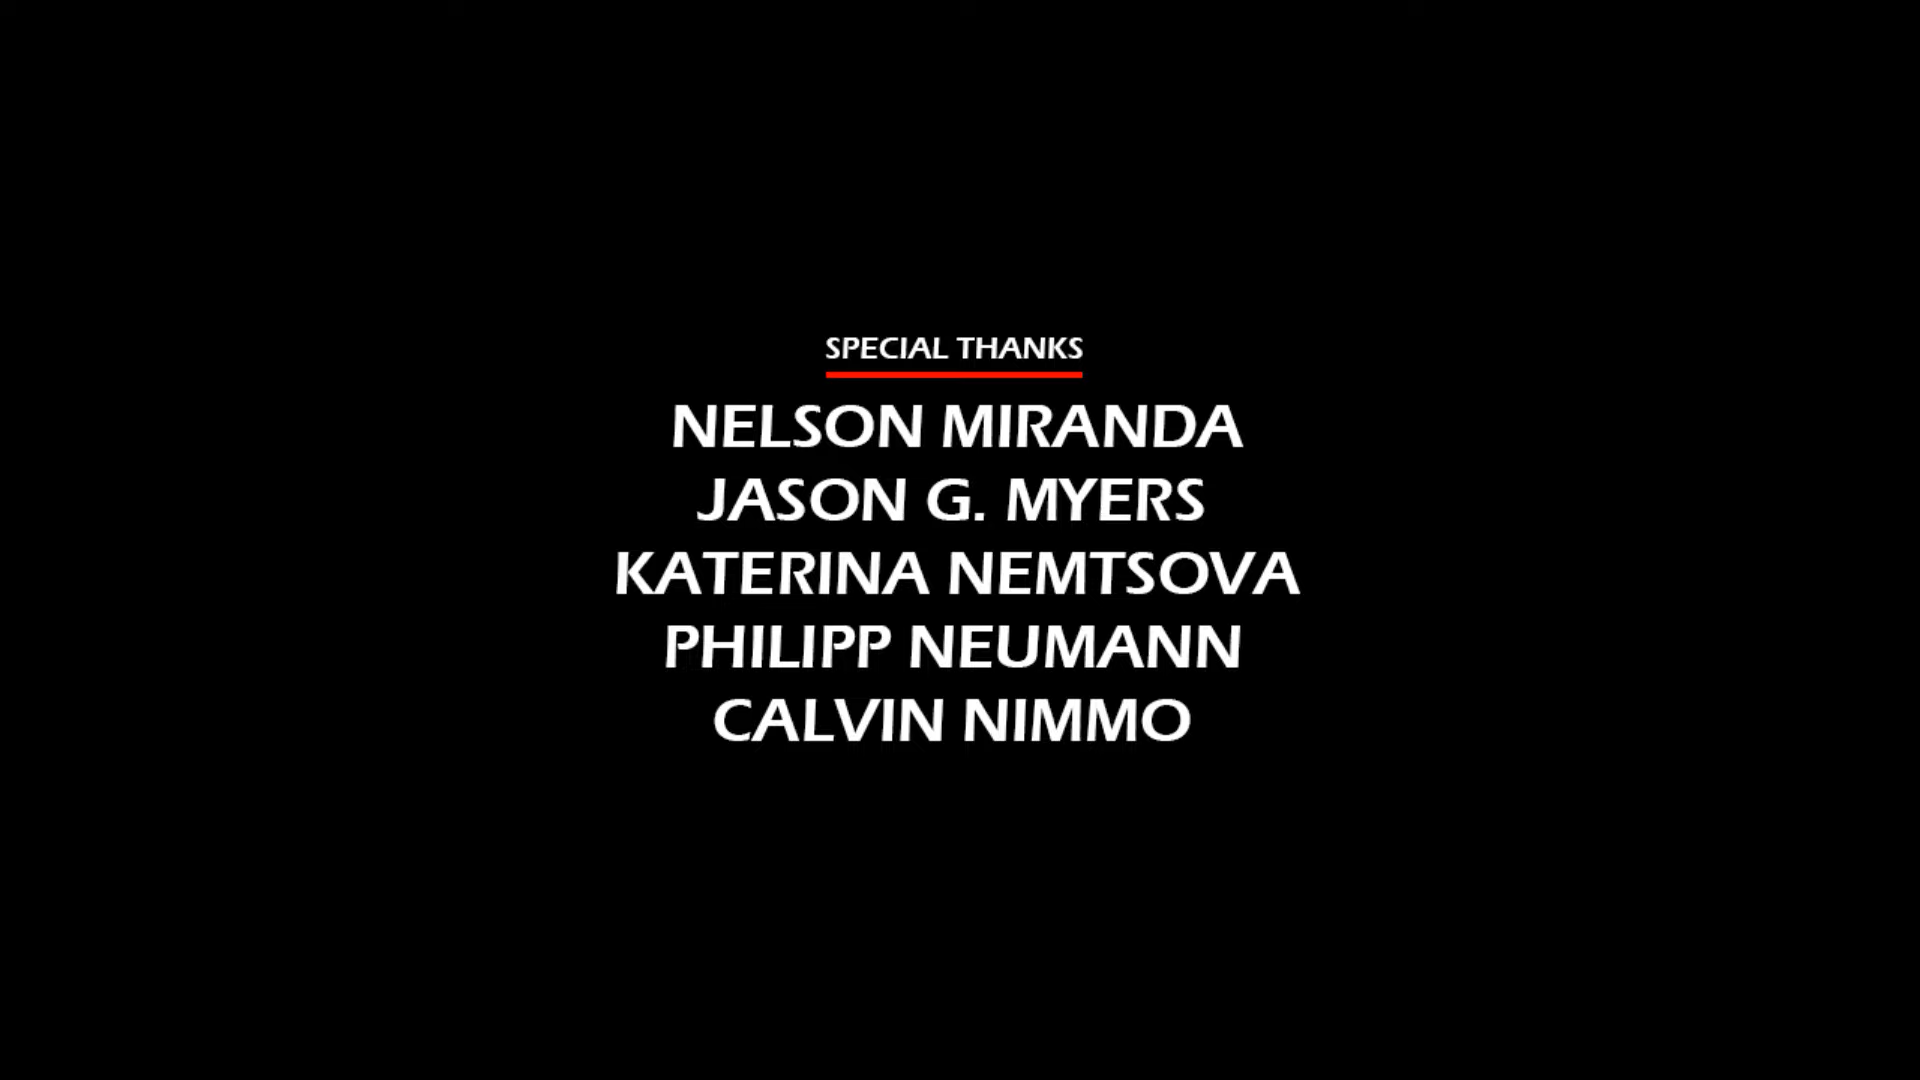 SPECIAL THANKS
NELSON MIRANDA
JASON G. MYERS
KATERINA NEMTSOVA
PHILIPP NEUMANN
CALVIN NIMMO